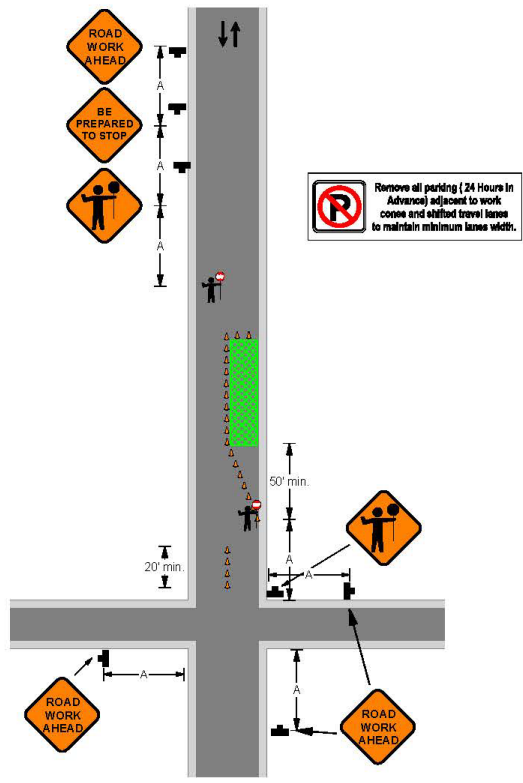 ROAD
WORK
AHEAD
A
BE
PREPARED
TO STOP
A
A
P
Remove all parking ( 24 Hours in
Advance) adjacent to work
cones and shifted travel lanes
to maintain minimum lanes width.
50' min.
A
20' min.
A
A
ROAD
WORK
AHEAD
A
ROAD
WORK
AHEAD